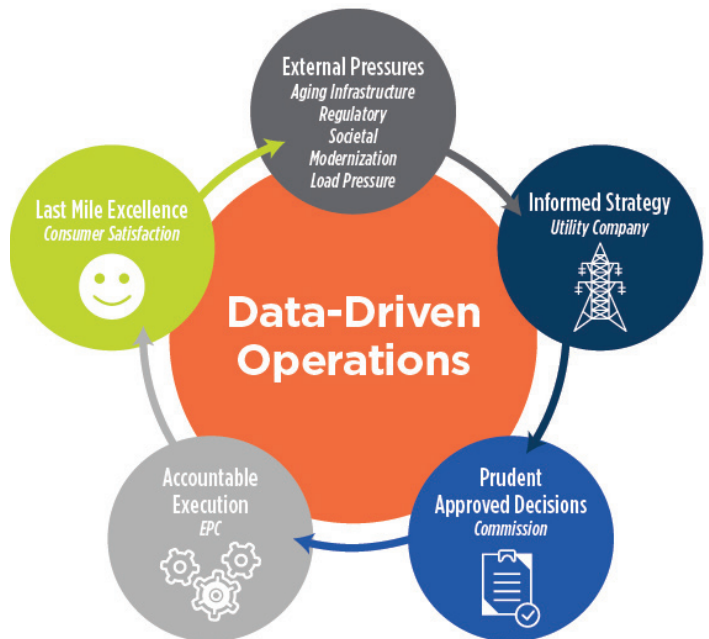 External Pressures
Aging Infrastructure
Regulatory
Societal
Modernization
Load Pressure
Informed Strategy
Utility Company
Prudent
Approved Decisions
Commission
Accountable
Execution
EPC
Last Mile Excellence
Consumer Satisfaction
Data-Driven
Operations